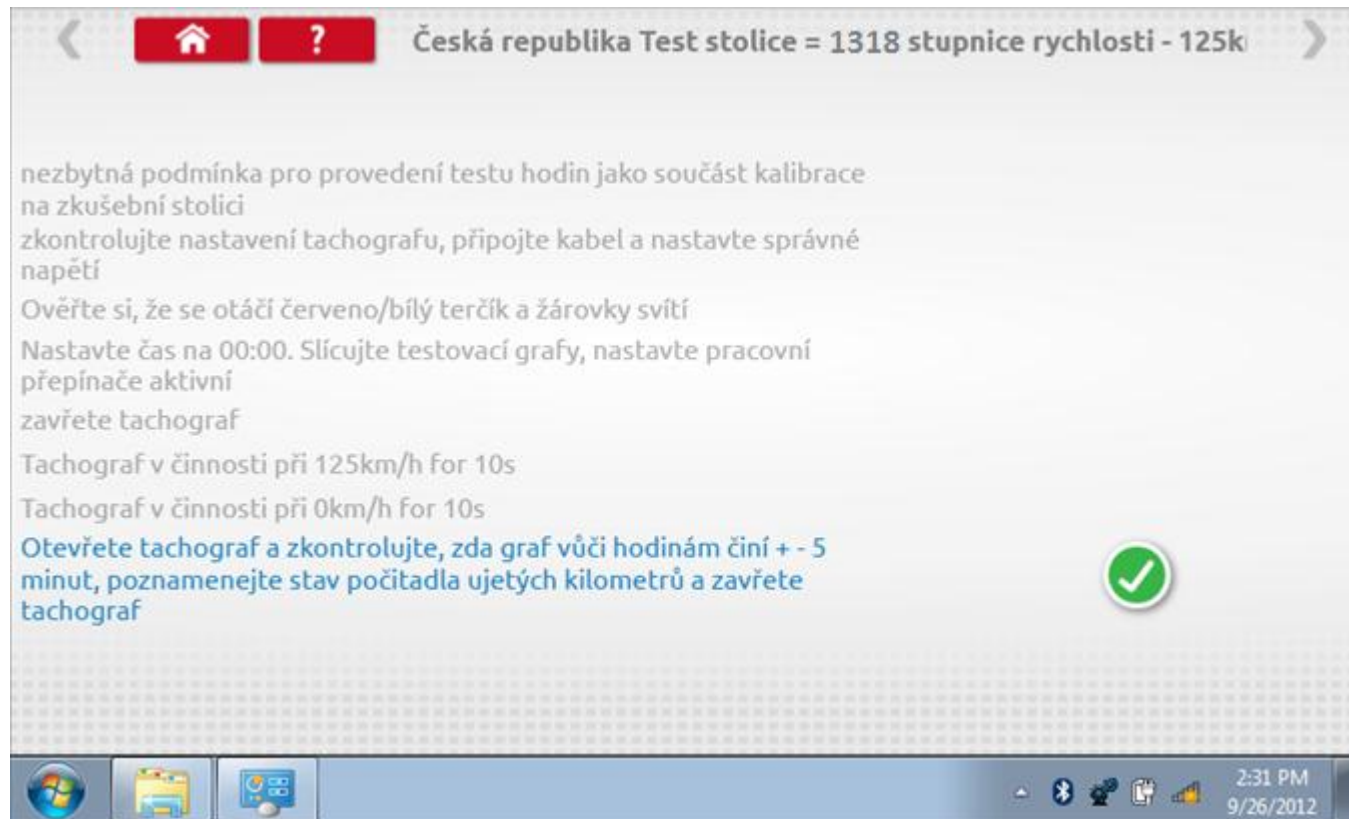 ?
Česká republika Test stolice = 1318 stupnice rychlosti - 125k
nezbytná podmínka pro provedení testu hodin jako součást kalibrace
na zkušební stolici
zkontrolujte nastavení tachografu, připojte kabel a nastavte správné
napětí
Ověřte si, že se otáčí červeno/bílý terčík a žárovky svítí
Nastavte čas na 00:00. Slícujte testovací grafy, nastavte pracovní
přepínače aktivní
zavřete tachograf
Tachograf v činnosti při 125km/h for 10s
Tachograf v činnosti při 0km/h for 10s
Otevřete tachograf a zkontrolujte, zda graf vůči hodinám činí + - 5
minut, poznamenejte stav počitadla ujetých kilometrů a zavřete
tachograf
2:31 PM
9/26/2012